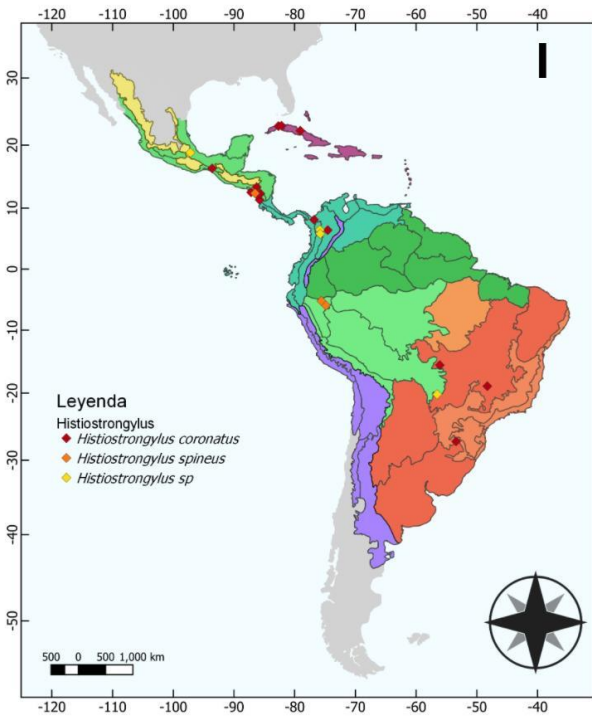 -120 -110 -100 -90 -80 -70 -60 -50 -40
I
30
20
10
0
-10
-20
-30
-40
-50
Leyenda
Histiostrongylus
Histiostrongylus coronatus
Histiostrongylus spineus
Histiostrongylus sp
500 0 500 1,000 km
-120 -110 -100 -90 -80 -70 -60 -50 -40